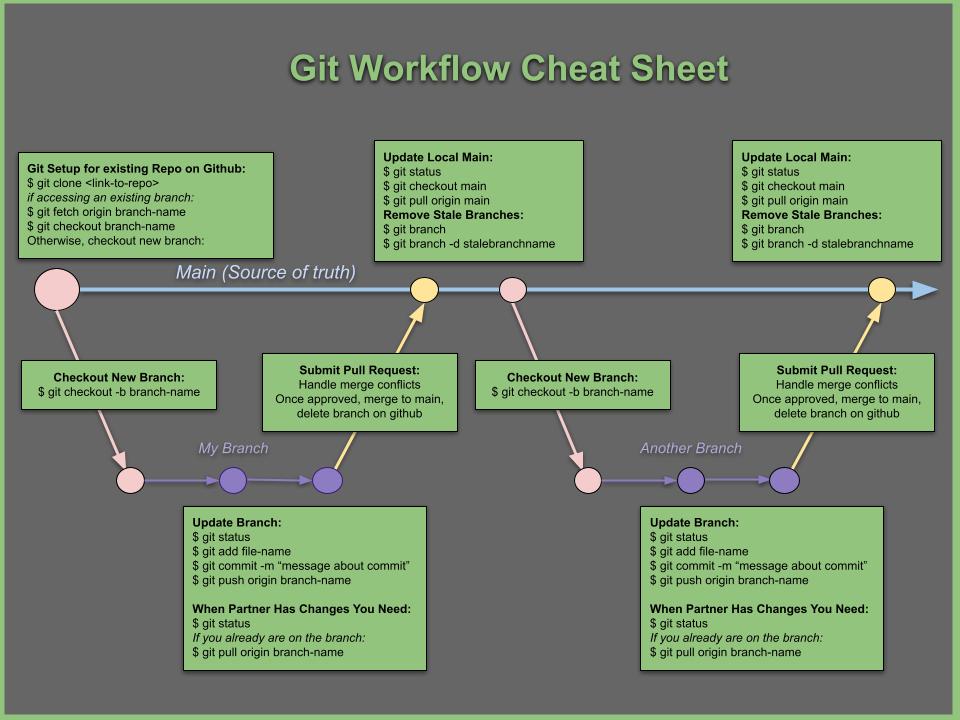 Git Workflow Cheat Sheet
Git Setup for existing Repo on Github:
$ git clone <link-to-repo>
if accessing an existing branch:
$ git fetch origin branch-name
$ git checkout branch-name
Otherwise, checkout new branch:
Update Local Main:
$ git status
$ git checkout main
$ git pull origin main
Remove Stale Branches:
$ git branch
$ git branch -d stalebranchname
Update Local Main:
$ git status
$ git checkout main
$ git pull origin main
Remove Stale Branches:
$ git branch
$ git branch -d stalebranchname
Main (Source of truth)
Checkout New Branch:
$ git checkout -b branch-name
Submit Pull Request:
Handle merge conflicts
Once approved, merge to main,
delete branch on github
Checkout New Branch:
$ git checkout -b branch-name
Submit Pull Request:
Handle merge conflicts
Once approved, merge to main,
delete branch on github
My Branch
Another Branch
Update Branch:
$ git status
$ git add file-name
$ git commit -m “message about commit”
$ git push origin branch-name
When Partner Has Changes You Need:
$ git status
If you already are on the branch:
$ git pull origin branch-name
Update Branch:
$ git status
$ git add file-name
$ git commit -m “message about commit”
$ git push origin branch-name
When Partner Has Changes You Need:
$ git status
If you already are on the branch:
$ git pull origin branch-name